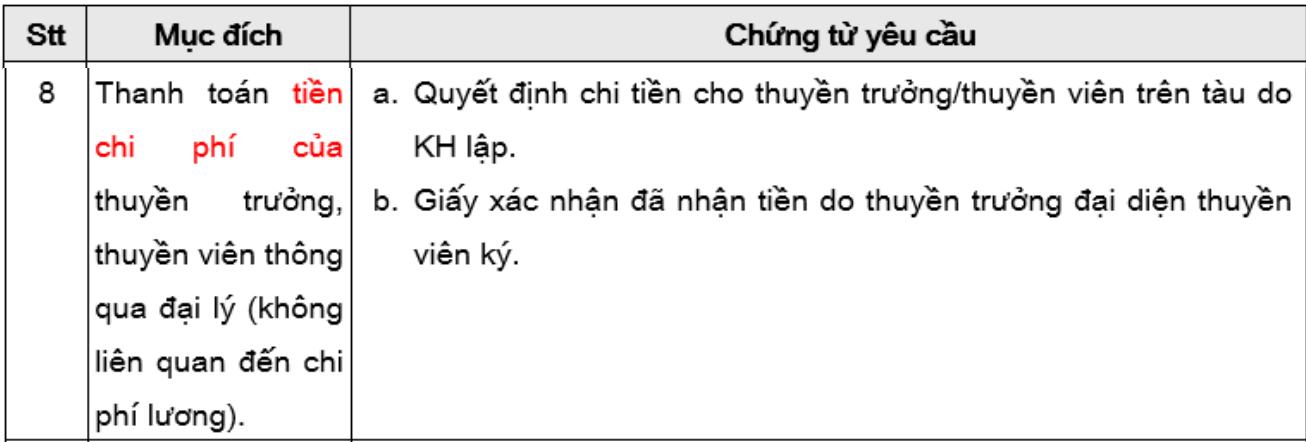 Stt Mục đích Chứng từ yêu cầu
8
Thanh toán tiền
chi phí của
thuyền trưởng,
thuyền viên thông
qua đại lý (không
liên quan đến chi
phí lương).
a. Quyết định chi tiền cho thuyền trưởng/thuyền viên trên tàu do
KH lập.
b. Giấy xác nhận đã nhận tiền do thuyền trưởng đại diện thuyền
viên ký.